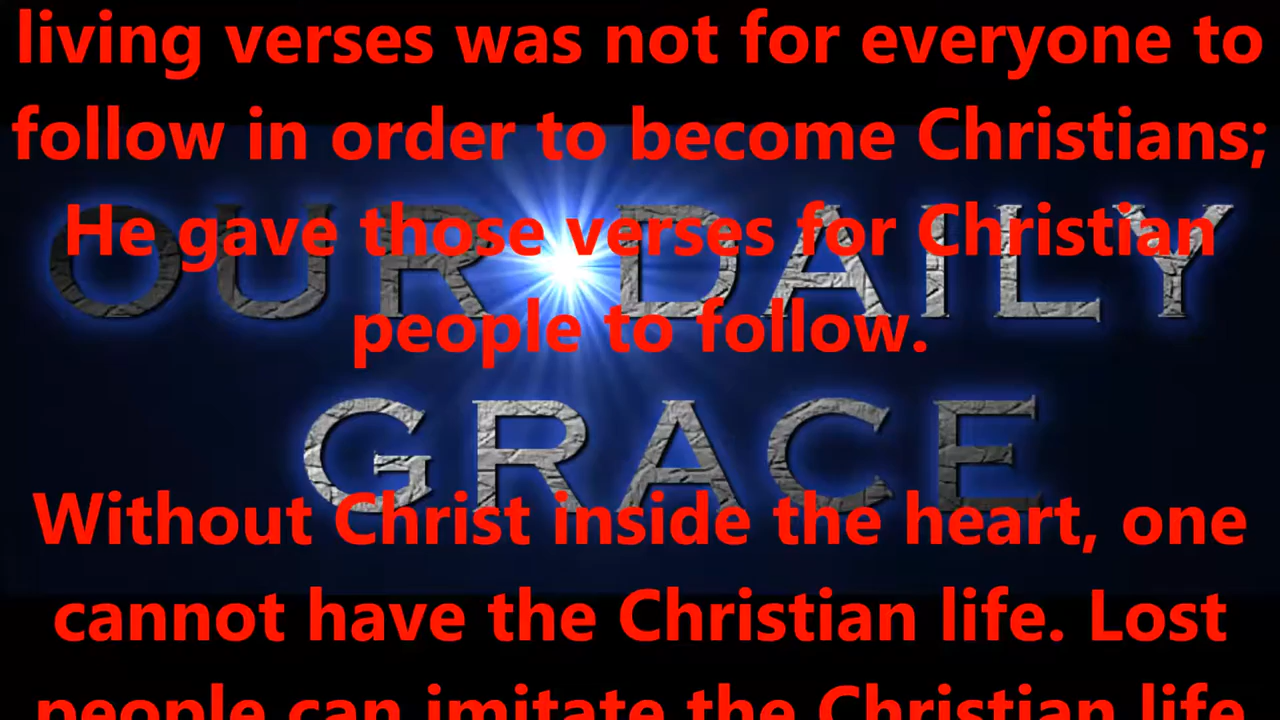 living verses was not for everyone to
follow in order to become Christians;
He gave those verses for Christian
people to follow.
OUR DAILY
GRACE
Without Christ inside the heart, one
cannot have the Christian life. Lost
people can imitate the Christian life